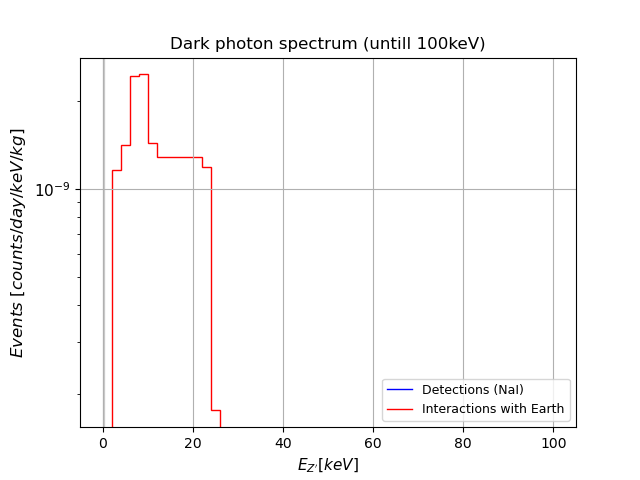 Dark photon spectrum (untill 100keV)
Events [counts/day/keV/kg]
10⁻⁹
0 20 40 60 80 100
E_{Z'}[keV]
Detections (NaI)
Interactions with Earth